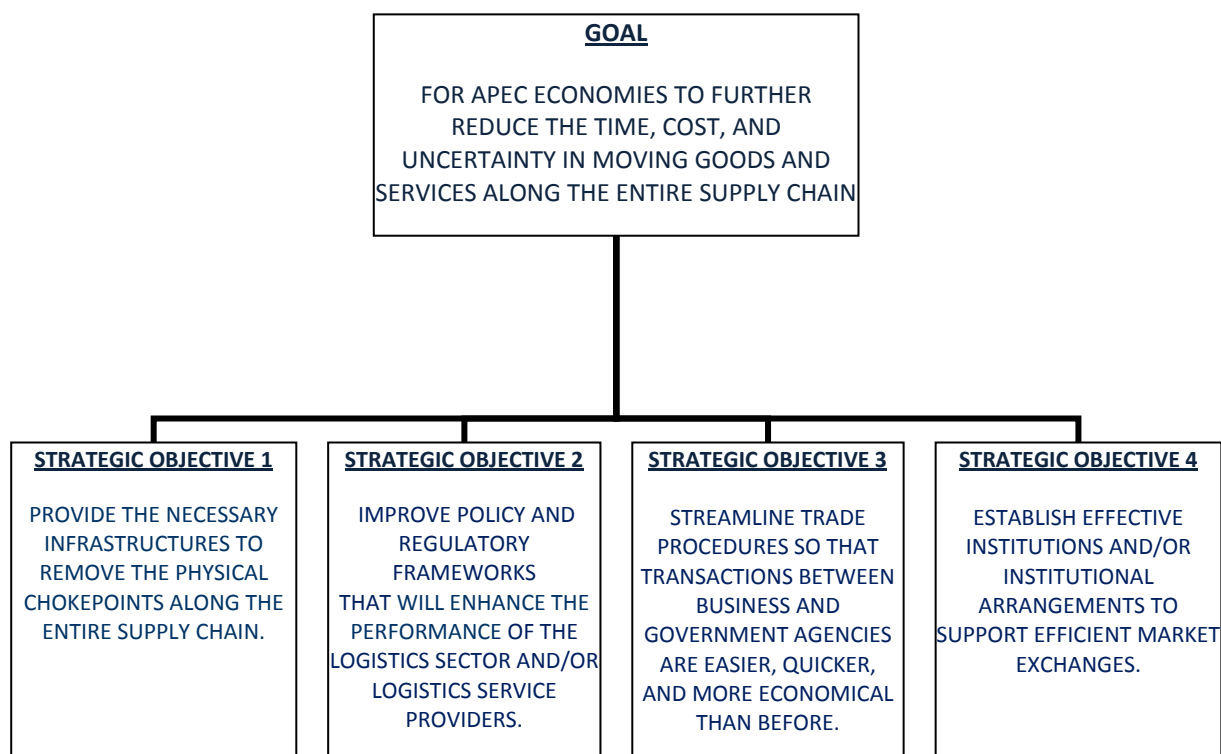 GOAL
FOR APEC ECONOMIES TO FURTHER
REDUCE THE TIME, COST, AND
UNCERTAINTY IN MOVING GOODS AND
SERVICES ALONG THE ENTIRE SUPPLY CHAIN
STRATEGIC OBJECTIVE 1
PROVIDE THE NECESSARY
INFRASTRUCTURES TO
REMOVE THE PHYSICAL
CHOKEPOINTS ALONG THE
ENTIRE SUPPLY CHAIN.
STRATEGIC OBJECTIVE 2
IMPROVE POLICY AND
REGULATORY
FRAMEWORKS
THAT WILL ENHANCE THE
PERFORMANCE OF THE
LOGISTICS SECTOR AND/OR
LOGISTICS SERVICE
PROVIDERS.
STRATEGIC OBJECTIVE 3
STREAMLINE TRADE
PROCEDURES SO THAT
TRANSACTIONS BETWEEN
BUSINESS AND
GOVERNMENT AGENCIES
ARE EASIER, QUICKER,
AND MORE ECONOMICAL
THAN BEFORE.
STRATEGIC OBJECTIVE 4
ESTABLISH EFFECTIVE
INSTITUTIONS AND/OR
INSTITUTIONAL
ARRANGEMENTS TO
SUPPORT EFFICIENT MARKET
EXCHANGES.